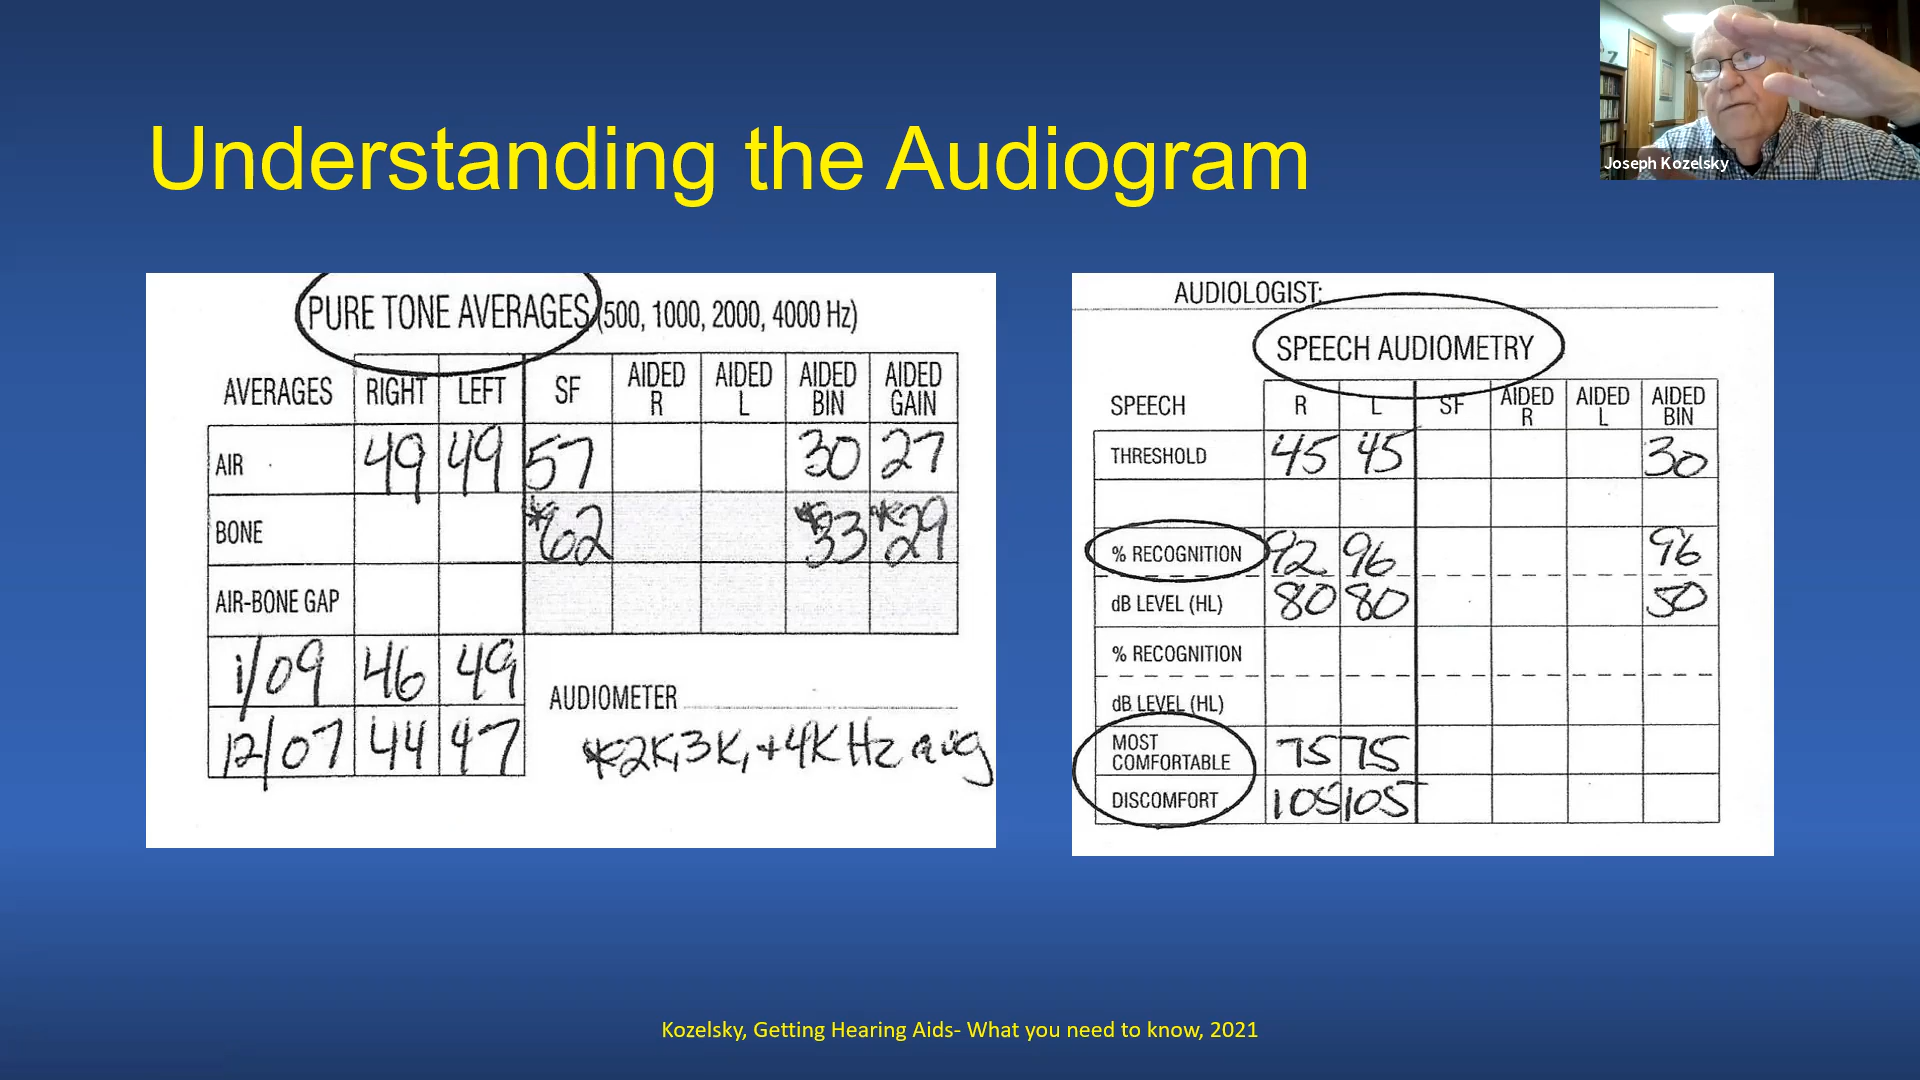 Joseph Kozelsky
Understanding the Audiogram
PURE TONE AVERAGES (500, 1000, 2000, 4000 Hz)
AVERAGES RIGHT LEFT SF AIDED R AIDED L AIDED BIN AIDED GAIN
AIR 49 49 57 30 27
BONE *62 *33 *29
AIR-BONE GAP
1/09 46 49
AUDIOMETER
12/07 44 47
*2K, 3K, + 4K Hz avg
AUDIOLOGIST:
SPEECH AUDIOMETRY
SPEECH R L SF AIDED R AIDED L AIDED BIN
THRESHOLD 45 45 30
% RECOGNITION 92 96 96
dB LEVEL (HL) 80 80 50
% RECOGNITION
dB LEVEL (HL)
MOST COMFORTABLE 75 75
DISCOMFORT 105 105
Kozelsky, Getting Hearing Aids- What you need to know, 2021